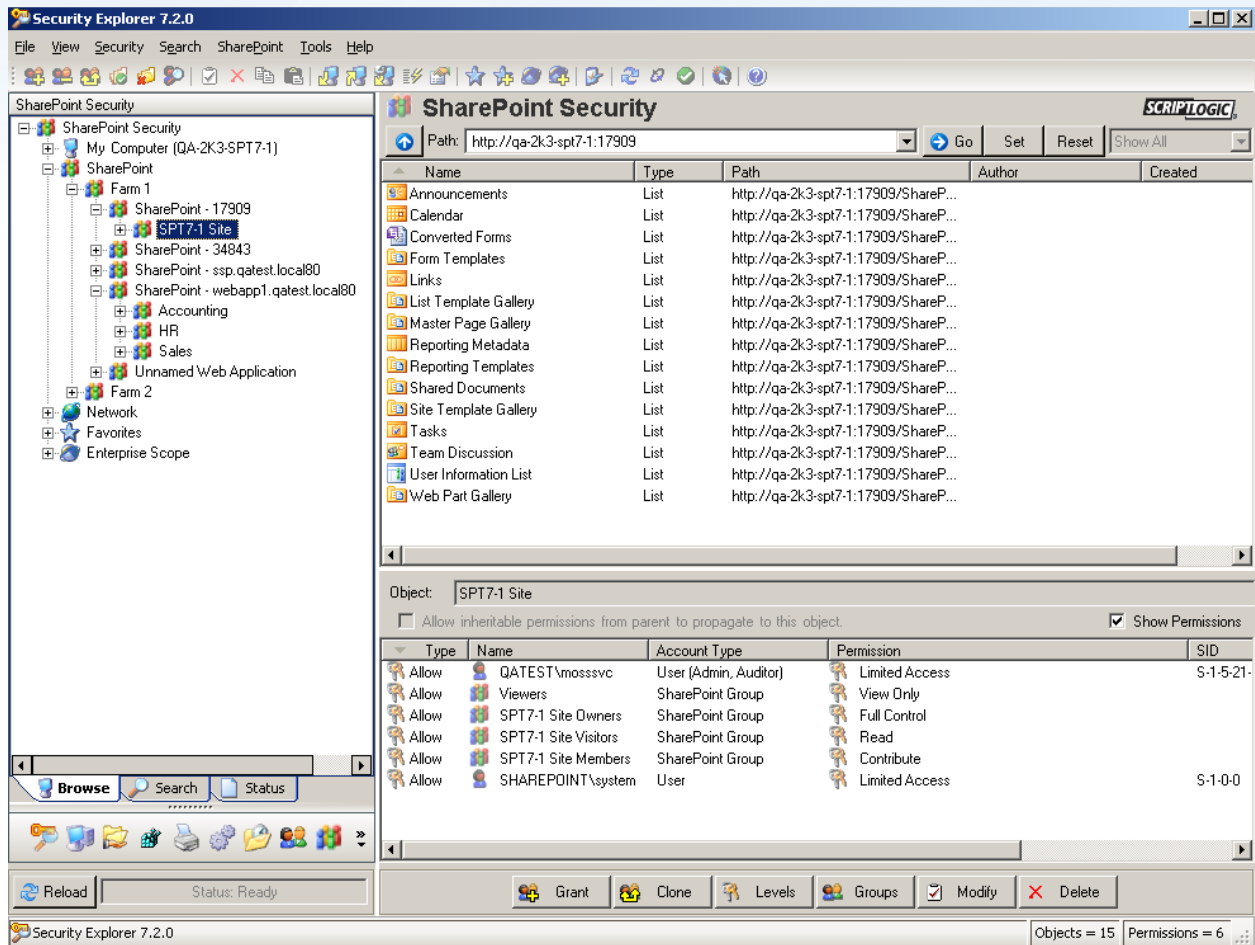 Security Explorer 7.2.0
File View Security Search SharePoint Tools Help
SharePoint Security
SharePoint Security
My Computer (QA-2K3-SPT7-1)
SharePoint
Farm 1
SharePoint - 17909
SPT7-1 Site
SharePoint - 34843
SharePoint - ssp.qatest.local80
SharePoint - webapp1.qatest.local80
Accounting
HR
Sales
Unnamed Web Application
Farm 2
Network
Favorites
Enterprise Scope
Browse Search Status
Reload Status: Ready
SharePoint Security SCRIPTLOGIC
Path: http://qa-2k3-spt7-1:17909 Go Set Reset Show All
Name Type Path Author Created
Announcements List http://qa-2k3-spt7-1:17909/ShareP...
Calendar List http://qa-2k3-spt7-1:17909/ShareP...
Converted Forms List http://qa-2k3-spt7-1:17909/ShareP...
Form Templates List http://qa-2k3-spt7-1:17909/ShareP...
Links List http://qa-2k3-spt7-1:17909/ShareP...
List Template Gallery List http://qa-2k3-spt7-1:17909/ShareP...
Master Page Gallery List http://qa-2k3-spt7-1:17909/ShareP...
Reporting Metadata List http://qa-2k3-spt7-1:17909/ShareP...
Reporting Templates List http://qa-2k3-spt7-1:17909/ShareP...
Shared Documents List http://qa-2k3-spt7-1:17909/ShareP...
Site Template Gallery List http://qa-2k3-spt7-1:17909/ShareP...
Tasks List http://qa-2k3-spt7-1:17909/ShareP...
Team Discussion List http://qa-2k3-spt7-1:17909/ShareP...
User Information List List http://qa-2k3-spt7-1:17909/ShareP...
Web Part Gallery List http://qa-2k3-spt7-1:17909/ShareP...
Object: SPT7-1 Site
Allow inheritable permissions from parent to propagate to this object. Show Permissions
Type Name Account Type Permission SID
Allow QATEST\mosssvc User (Admin, Auditor) Limited Access S-1-5-21-
Allow Viewers SharePoint Group View Only
Allow SPT7-1 Site Owners SharePoint Group Full Control
Allow SPT7-1 Site Visitors SharePoint Group Read
Allow SPT7-1 Site Members SharePoint Group Contribute
Allow SHAREPOINT\system User Limited Access S-1-0-0
Grant Clone Levels Groups Modify Delete
Security Explorer 7.2.0 Objects = 15 Permissions = 6